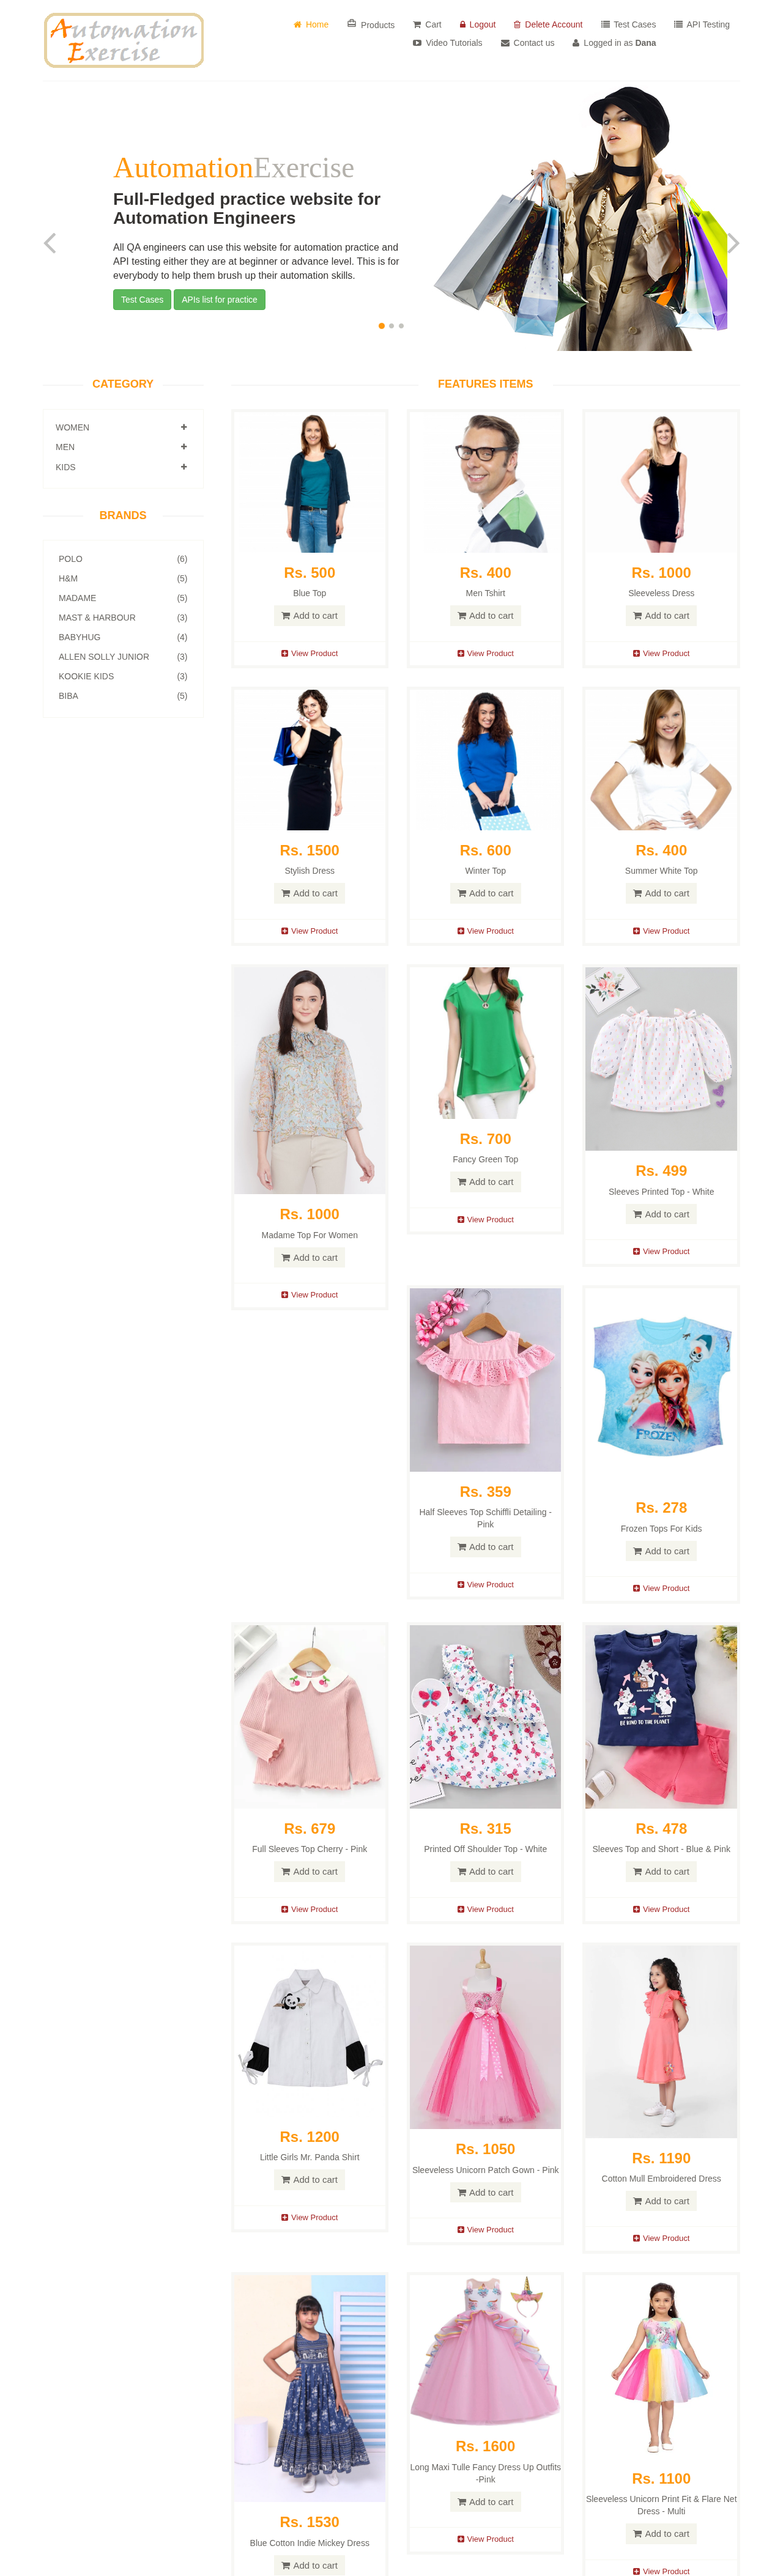 Automation
Exercise
Home
Products
Cart
Logout
Delete Account
Test Cases
API Testing
Video Tutorials
Contact us
Logged in as Dana
AutomationExercise
Full-Fledged practice website for
Automation Engineers
All QA engineers can use this website for automation practice and
API testing either they are at beginner or advance level. This is for
everybody to help them brush up their automation skills.
Test Cases
APIs list for practice
CATEGORY
WOMEN
MEN
KIDS
BRANDS
POLO (6)
H&M (5)
MADAME (5)
MAST & HARBOUR (3)
BABYHUG (4)
ALLEN SOLLY JUNIOR (3)
KOOKIE KIDS (3)
BIBA (5)
FEATURES ITEMS
Rs. 500
Blue Top
Add to cart
View Product
Rs. 400
Men Tshirt
Add to cart
View Product
Rs. 1000
Sleeveless Dress
Add to cart
View Product
Rs. 1500
Stylish Dress
Add to cart
View Product
Rs. 600
Winter Top
Add to cart
View Product
Rs. 400
Summer White Top
Add to cart
View Product
Rs. 1000
Madame Top For Women
Add to cart
View Product
Rs. 700
Fancy Green Top
Add to cart
View Product
Rs. 499
Sleeves Printed Top - White
Add to cart
View Product
Rs. 359
Half Sleeves Top Schiffli Detailing -
Pink
Add to cart
View Product
Disney
FROZEN
Rs. 278
Frozen Tops For Kids
Add to cart
View Product
Rs. 679
Full Sleeves Top Cherry - Pink
Add to cart
View Product
Rs. 315
Printed Off Shoulder Top - White
Add to cart
View Product
BE KIND TO THE PLANET
Rs. 478
Sleeves Top and Short - Blue & Pink
Add to cart
View Product
Rs. 1200
Little Girls Mr. Panda Shirt
Add to cart
View Product
Rs. 1050
Sleeveless Unicorn Patch Gown - Pink
Add to cart
View Product
Rs. 1190
Cotton Mull Embroidered Dress
Add to cart
View Product
Rs. 1530
Blue Cotton Indie Mickey Dress
Add to cart
Rs. 1600
Long Maxi Tulle Fancy Dress Up Outfits
-Pink
Add to cart
View Product
Rs. 1100
Sleeveless Unicorn Print Fit & Flare Net
Dress - Multi
Add to cart
View Product